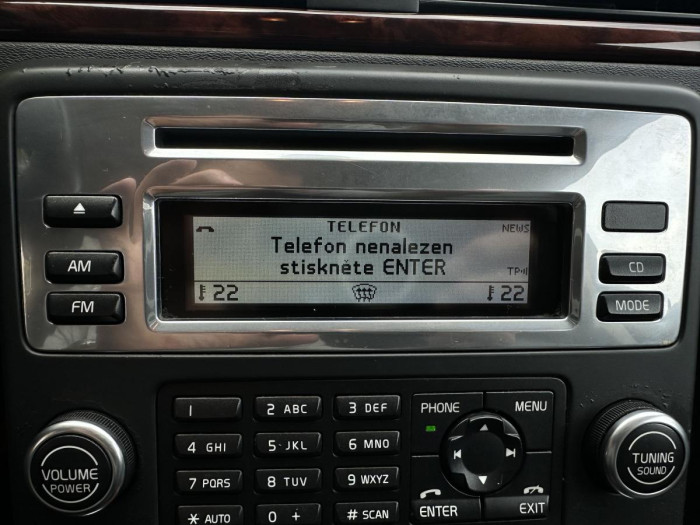 TELEFON
NEWS
Telefon nenalezen
stiskněte ENTER
TP
22
22
AM
FM
CD
MODE
1
2 ABC
3 DEF
4 GHI
5 JKL
6 MNO
7 PQRS
8 TUV
9 WXYZ
* AUTO
0 +
# SCAN
PHONE
MENU
ENTER
EXIT
VOLUME
POWER
TUNING
SOUND